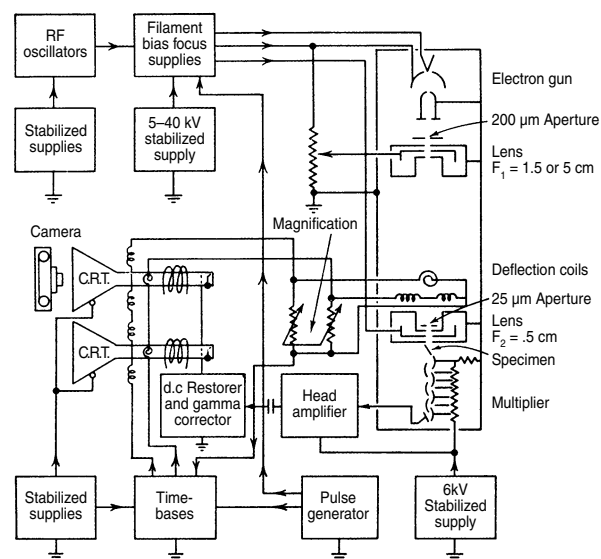 RF
oscillators
Filament
bias focus
supplies
Electron gun
200 μm Aperture
Stabilized
supplies
5–40 kV
stabilized
supply
Lens
F₁ = 1.5 or 5 cm
Magnification
Camera
C.R.T.
Deflection coils
25 μm Aperture
Lens
F₂ = .5 cm
C.R.T.
Specimen
d.c Restorer
and gamma
corrector
Head
amplifier
Multiplier
Stabilized
supplies
Time-
bases
Pulse
generator
6kV
Stabilized
supply